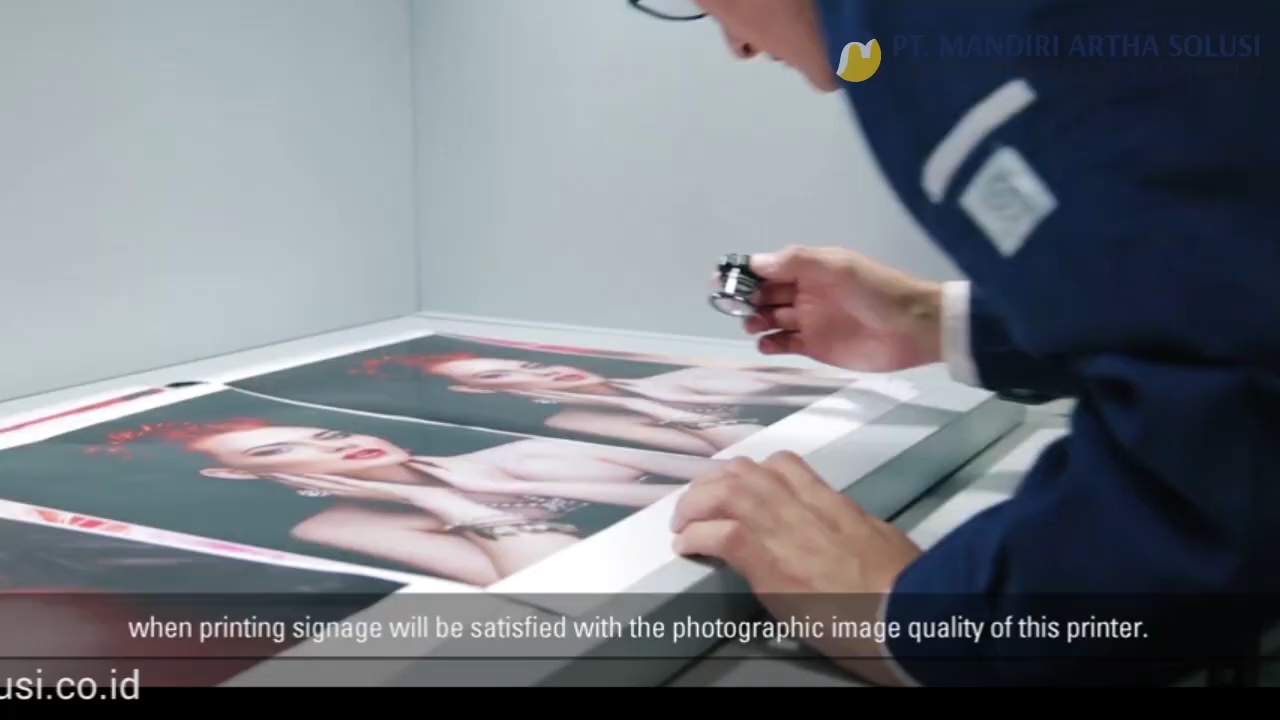 PT. MANDIRI ARTHA SOLUSI
when printing signage will be satisfied with the photographic image quality of this printer.
usi.co.id